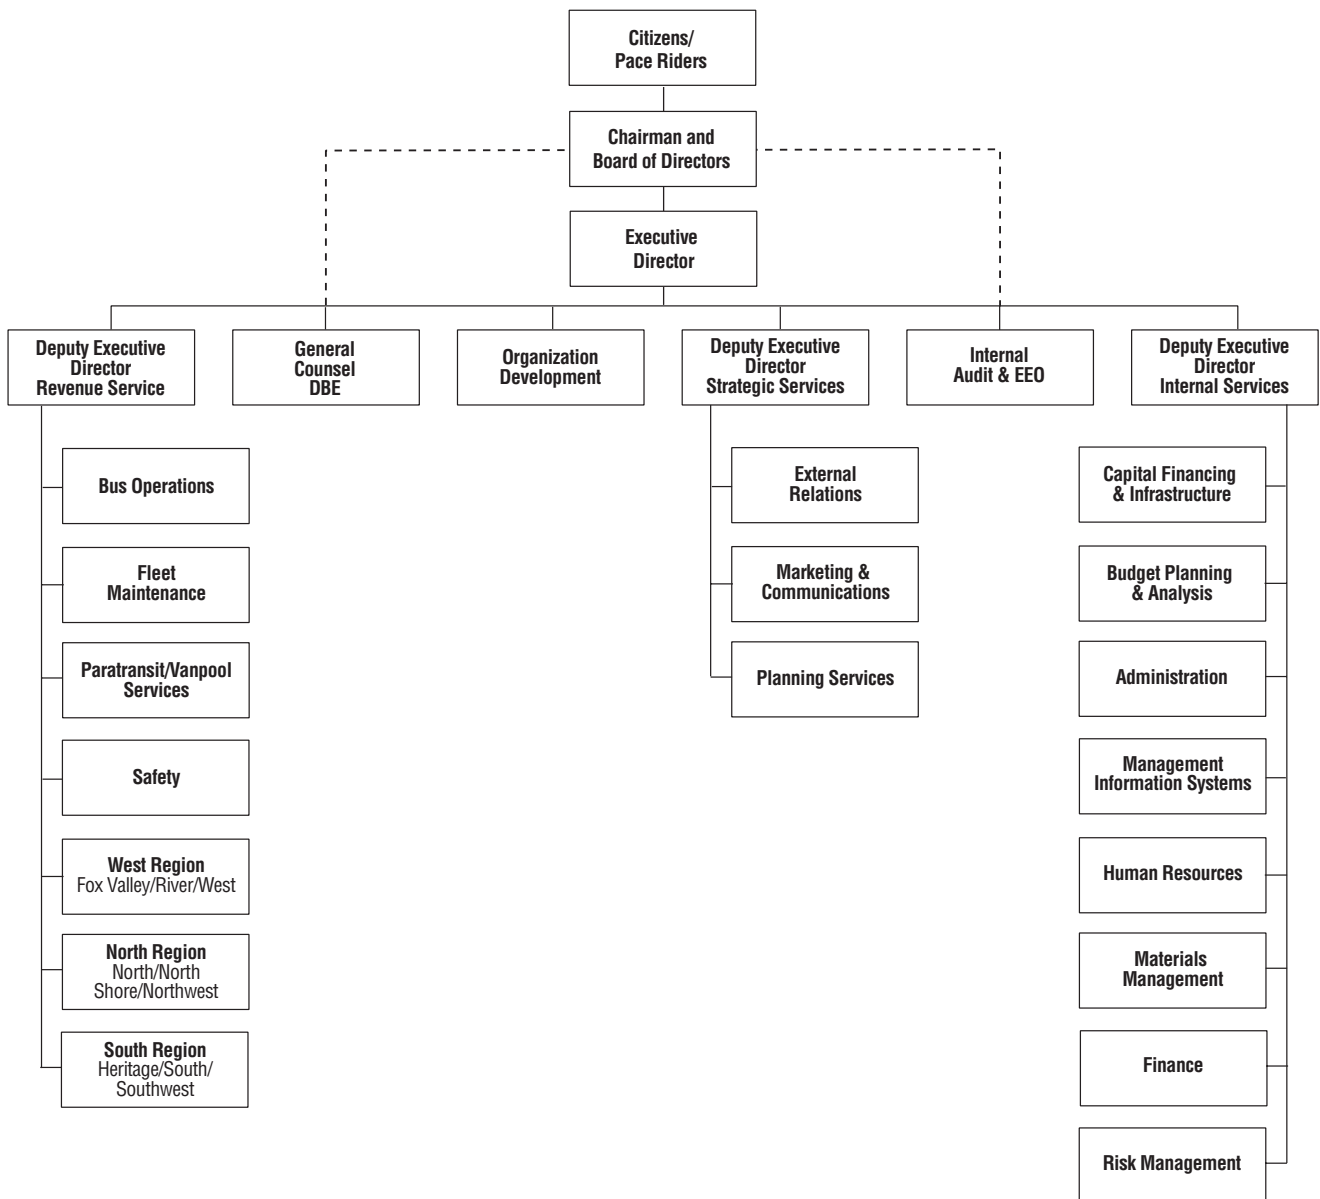 Citizens/
Pace Riders
Chairman and
Board of Directors
Executive
Director
Deputy Executive
Director
Revenue Service
General
Counsel
DBE
Organization
Development
Deputy Executive
Director
Strategic Services
Internal
Audit & EEO
Deputy Executive
Director
Internal Services
Bus Operations
Fleet
Maintenance
Paratransit/Vanpool
Services
Safety
West Region
Fox Valley/River/West
North Region
North/North
Shore/Northwest
South Region
Heritage/South/
Southwest
External
Relations
Marketing &
Communications
Planning Services
Capital Financing
& Infrastructure
Budget Planning
& Analysis
Administration
Management
Information Systems
Human Resources
Materials
Management
Finance
Risk Management